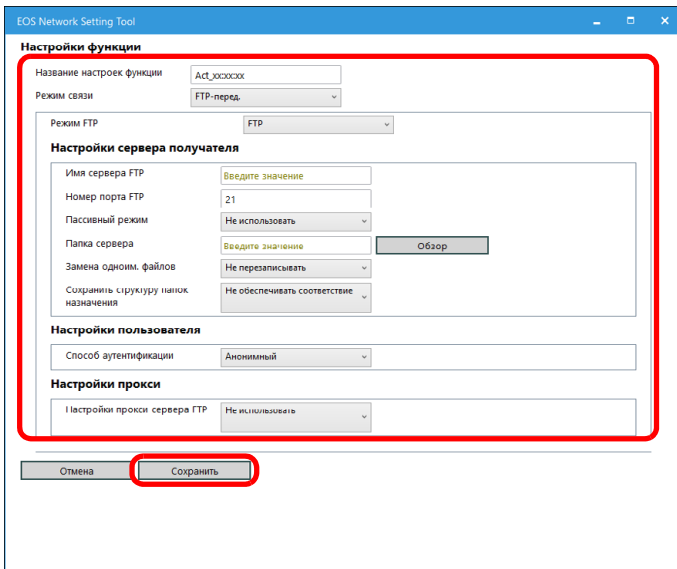 EOS Network Setting Tool
Настройки функции
Название настроек функции Act_xx:xx:xx
Режим связи FTP-перед.
Режим FTP FTP
Настройки сервера получателя
Имя сервера FTP Введите значение
Номер порта FTP 21
Пассивный режим Не использовать
Папка сервера Введите значение Обзор
Замена одноим. файлов Не перезаписывать
Сохранить структуру папок Не обеспечивать соответствие
назначения
Настройки пользователя
Способ аутентификации Анонимный
Настройки прокси
Настройки прокси сервера FTP Не использовать
Отмена Сохранить